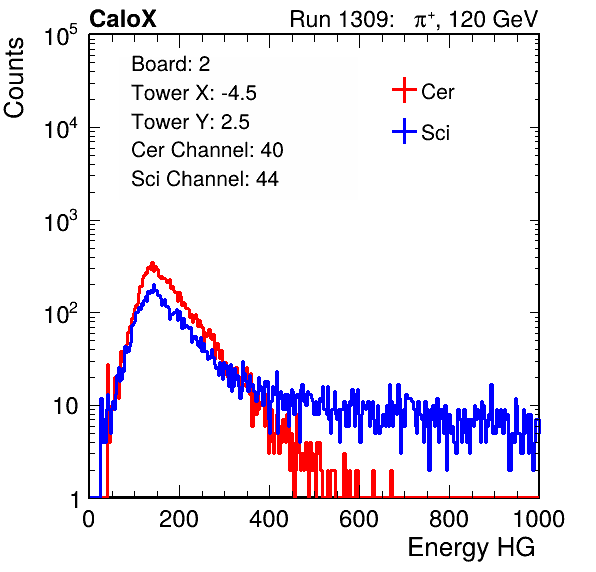 CaloX Run 1309: π⁺, 120 GeV
Counts
10⁵
10⁴
10³
10²
10
1
Board: 2
Tower X: -4.5
Tower Y: 2.5
Cer Channel: 40
Sci Channel: 44
Cer
Sci
0 200 400 600 800 1000
Energy HG